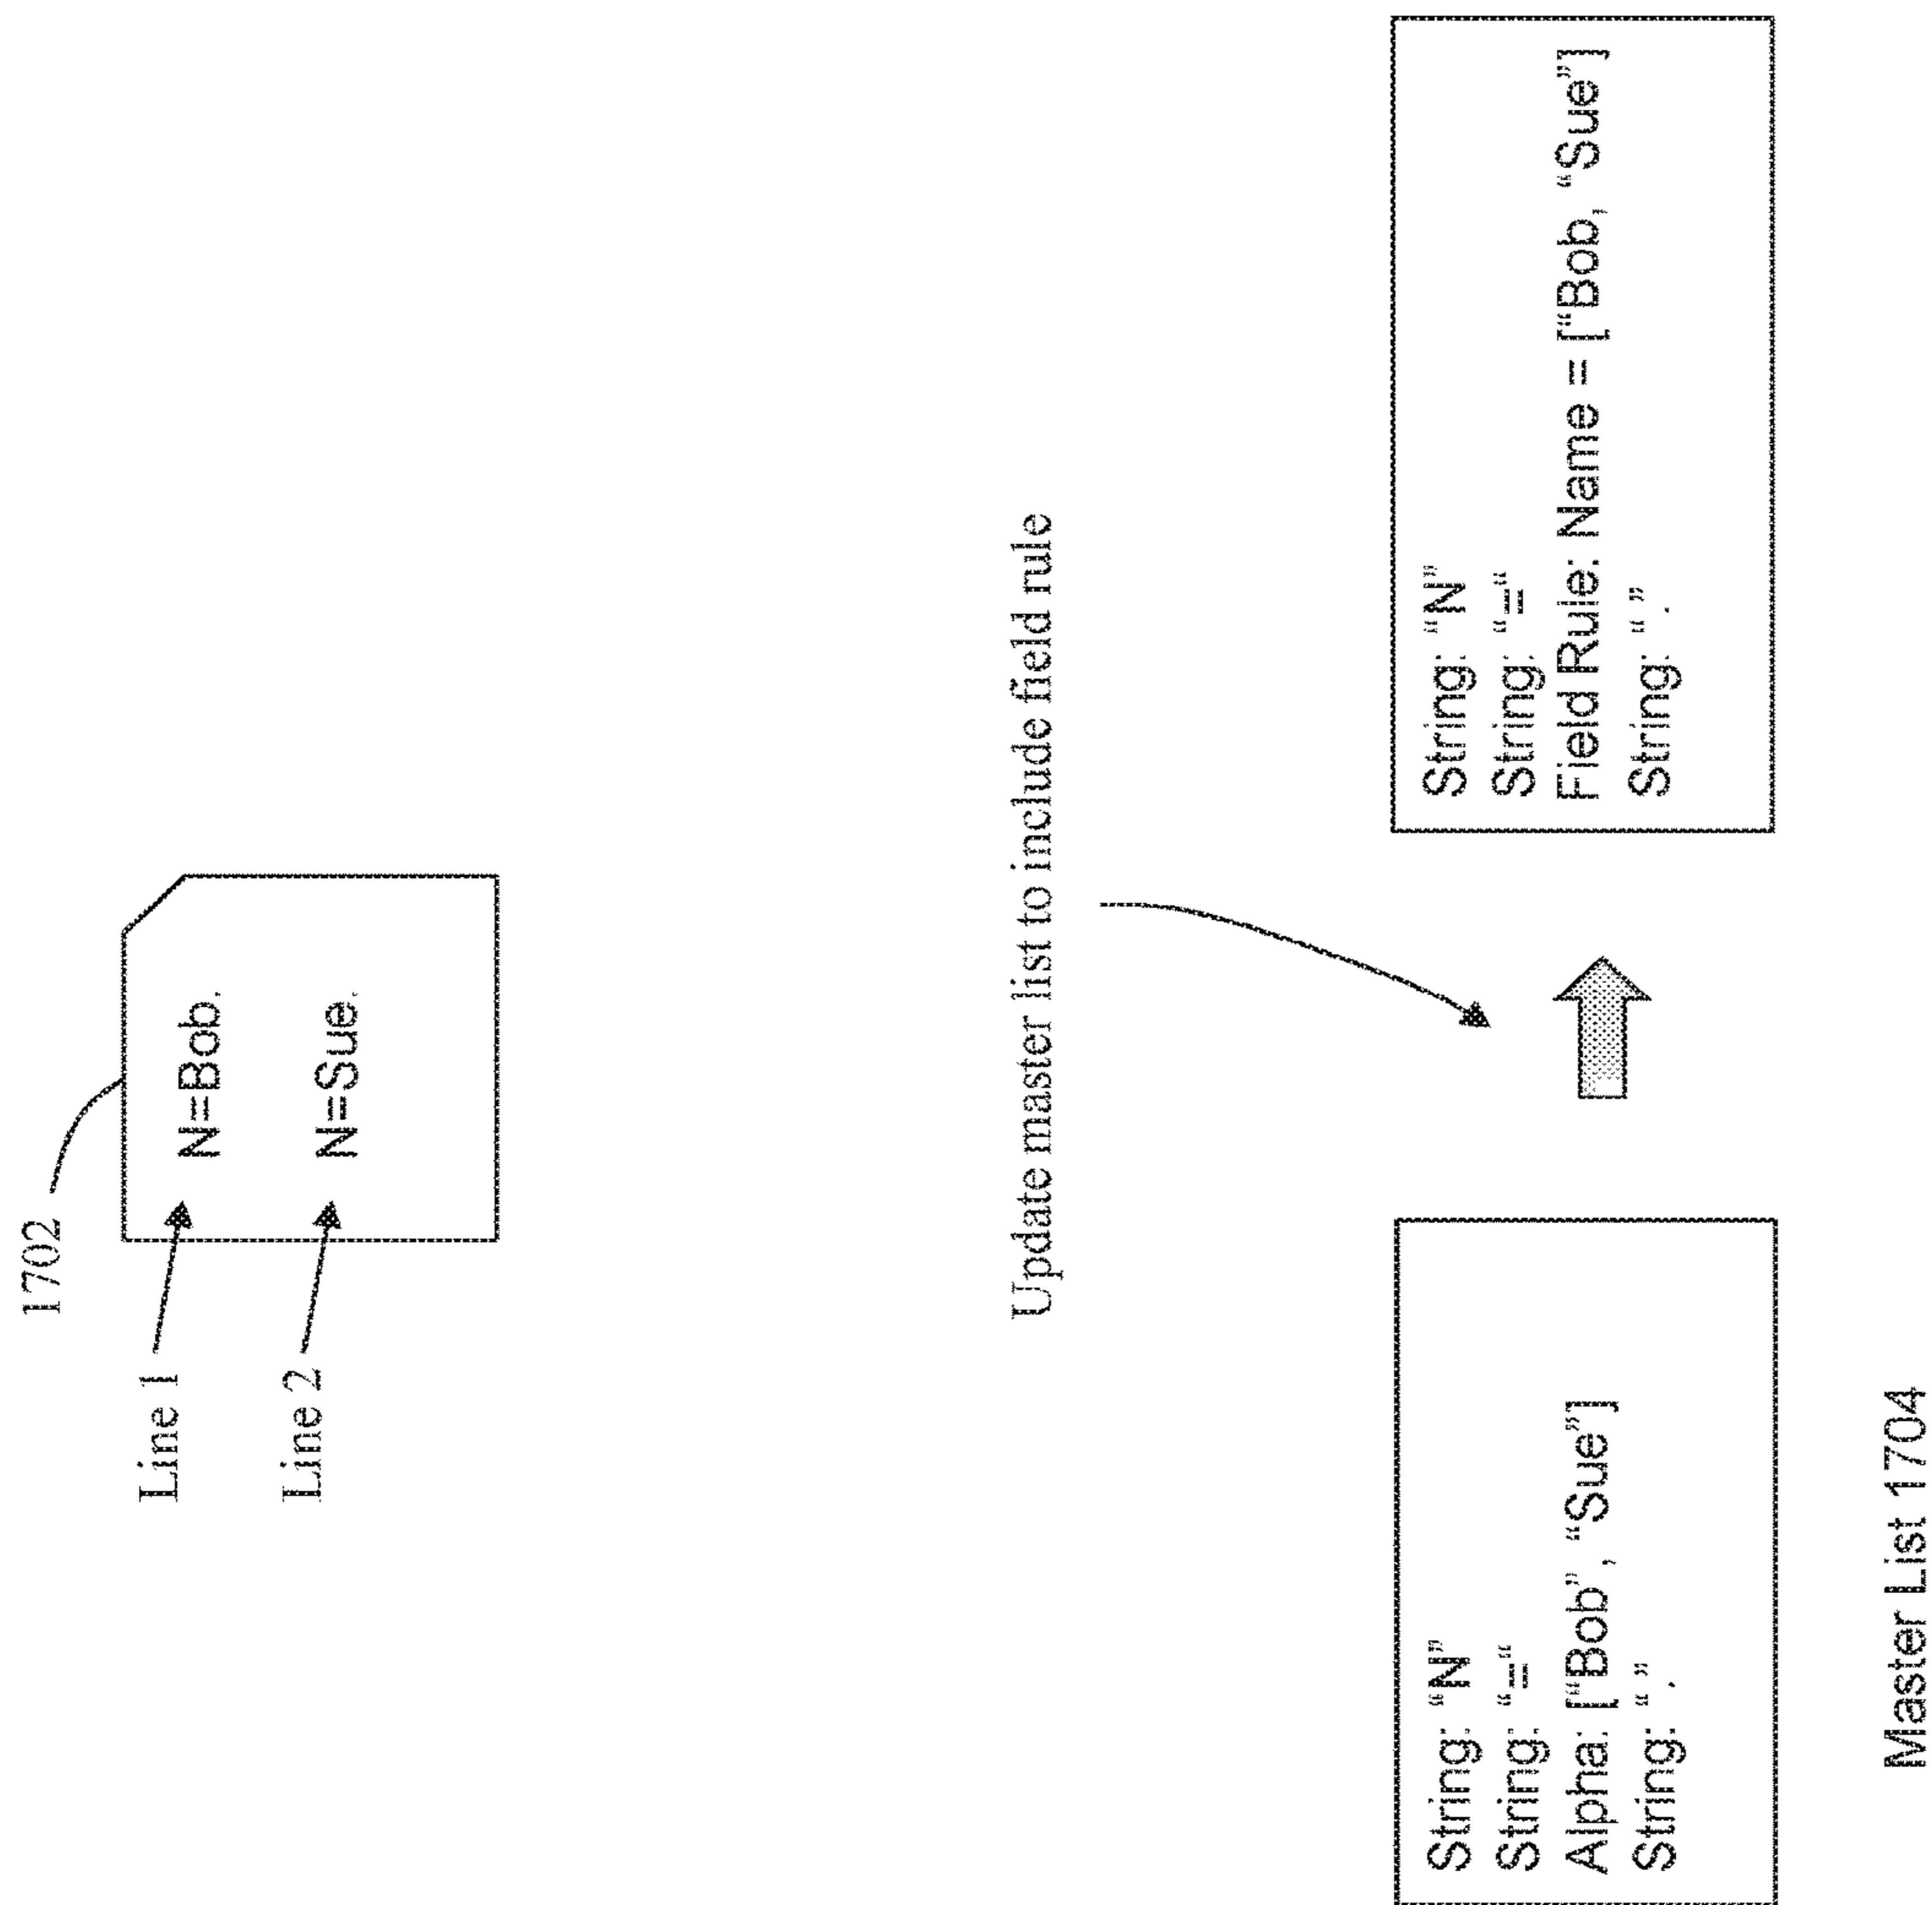 1702
Line 1
N=Bob.
Line 2
N=Sue.
Update master list to include field rule
String: “N”
String: “=“
Alpha: [“Bob”, “Sue”]
String: “.”
String: “N”
String: “=“
Field Rule: Name = [“Bob, “Sue”]
String: “.”
Master List 1704